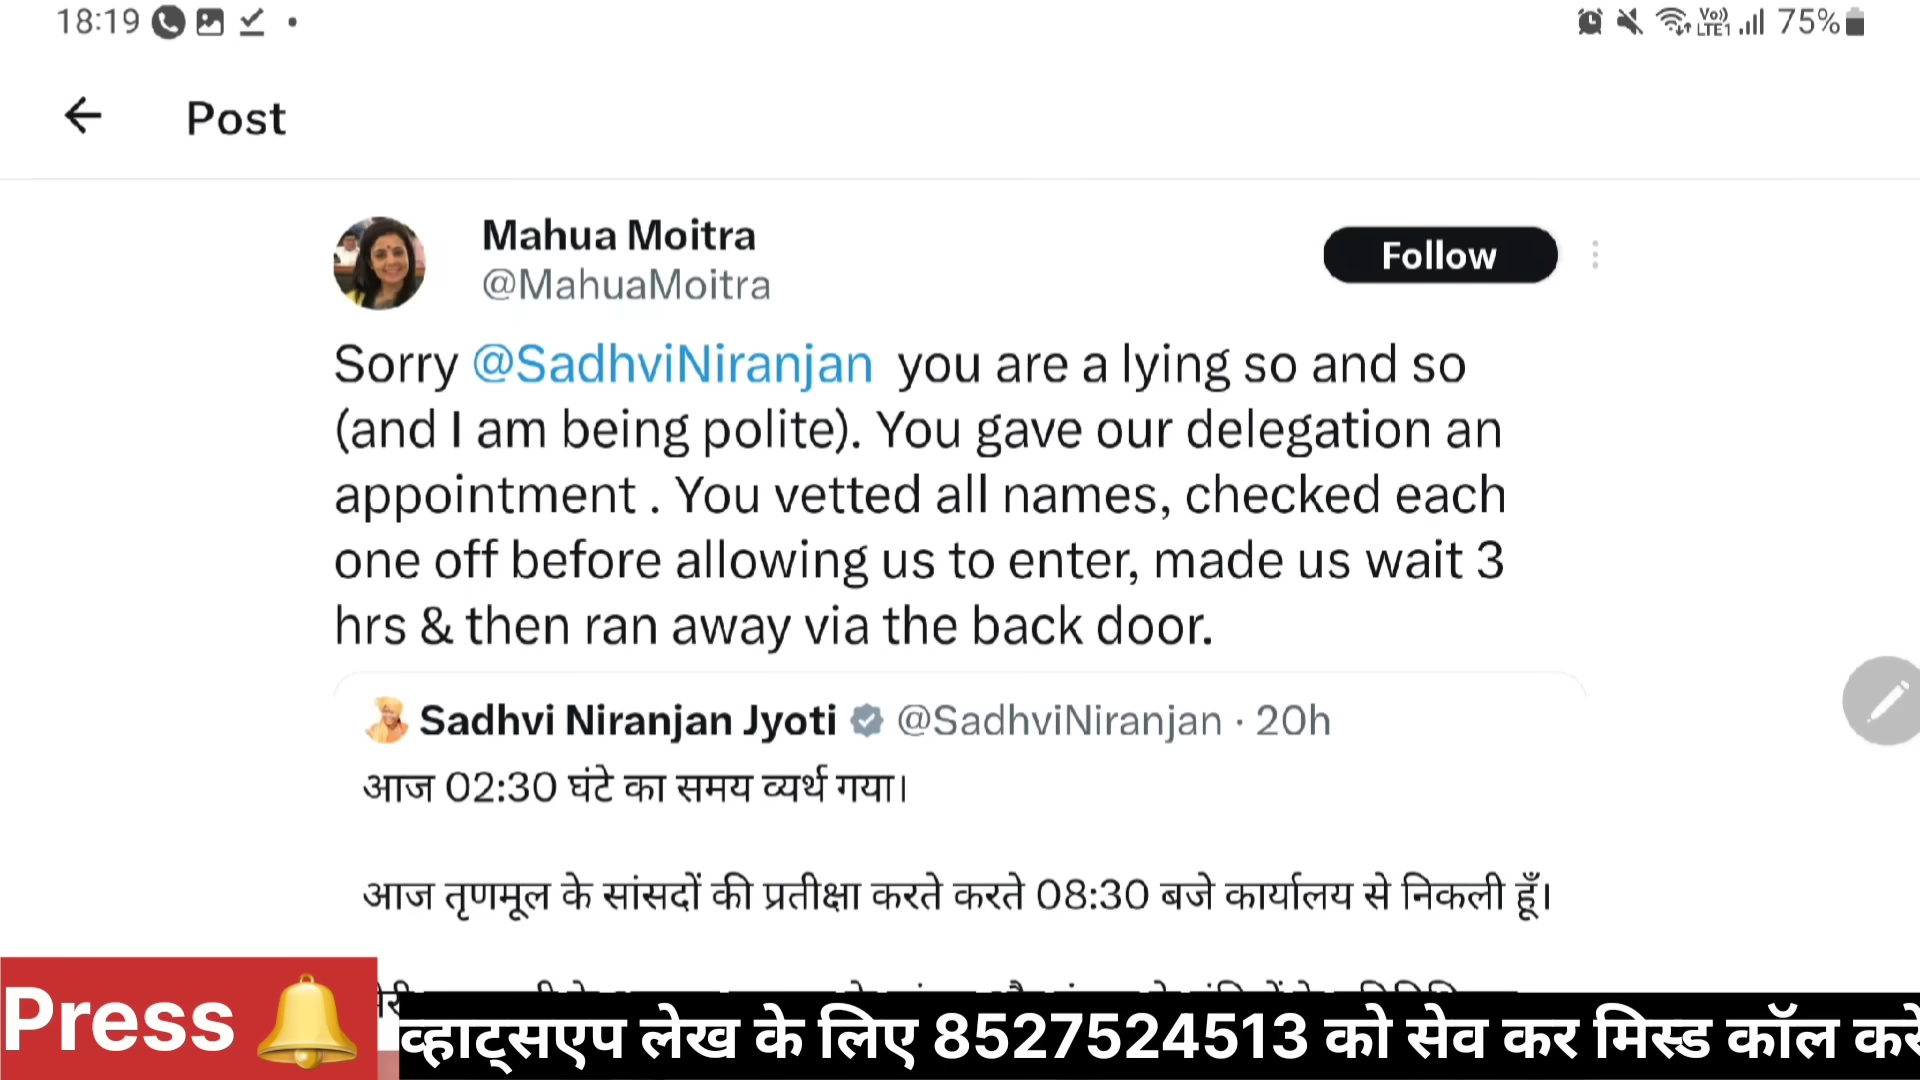 18:19
Vo))
LTE1
75%
Post
Mahua Moitra
@MahuaMoitra
Follow
Sorry @SadhviNiranjan you are a lying so and so
(and I am being polite). You gave our delegation an
appointment . You vetted all names, checked each
one off before allowing us to enter, made us wait 3
hrs & then ran away via the back door.
Sadhvi Niranjan Jyoti @SadhviNiranjan · 20h
आज 02:30 घंटे का समय व्यर्थ गया।
आज तृणमूल के सांसदों की प्रतीक्षा करते करते 08:30 बजे कार्यालय से निकली हूँ।
Press
व्हाट्सएप लेख के लिए 8527524513 को सेव कर मिस्ड कॉल करे